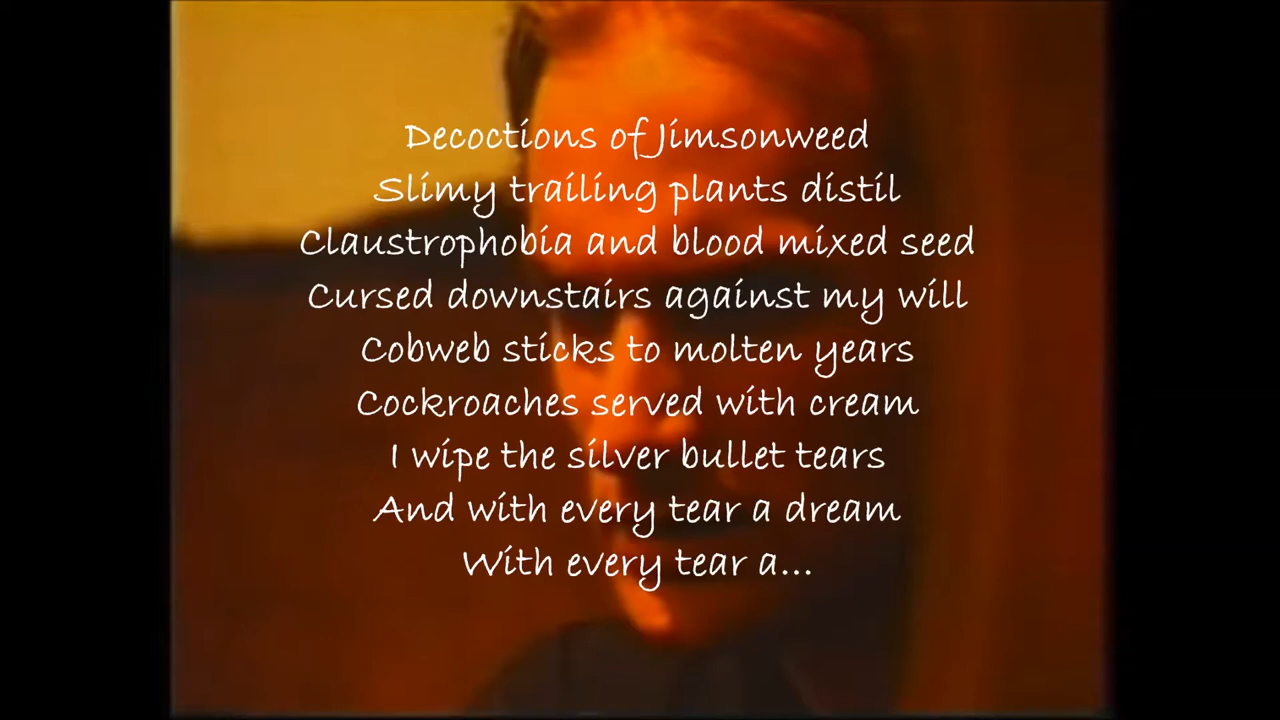 Decoctions of Jimsonweed
Slimy trailing plants distil
Claustrophobia and blood mixed seed
Cursed downstairs against my will
Cobweb sticks to molten years
Cockroaches served with cream
I wipe the silver bullet tears
And with every tear a dream
With every tear a...